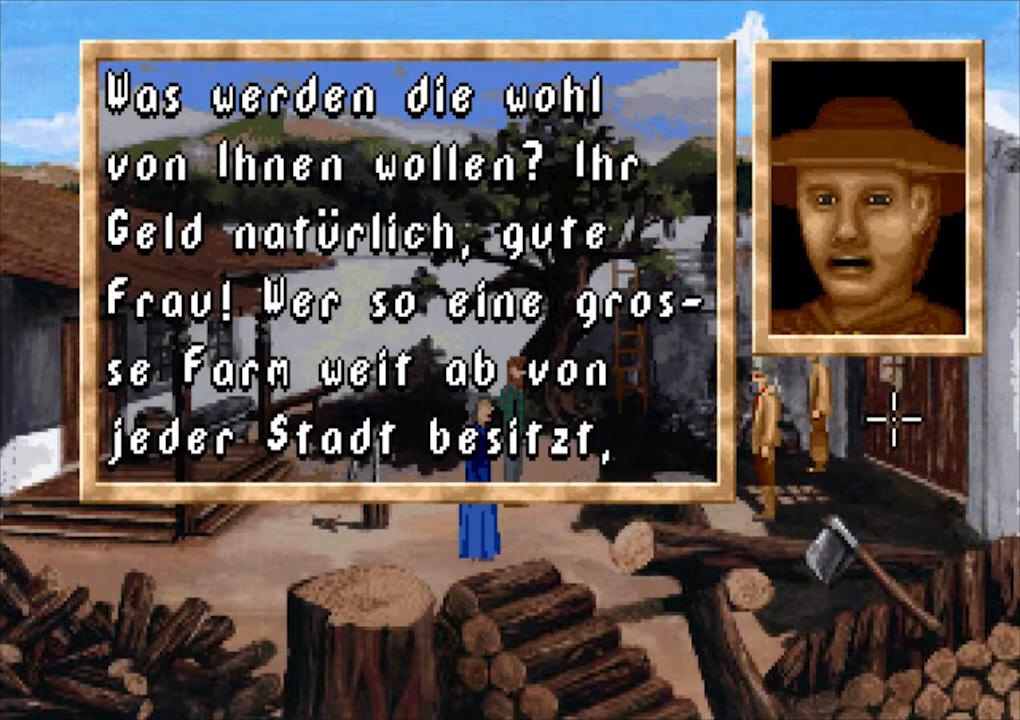 Was werden die wohl
von Ihnen wollen? Ihr
Geld natürlich, gute
Frau! Wer so eine gros-
se Farm weit ab von
jeder Stadt besitzt,